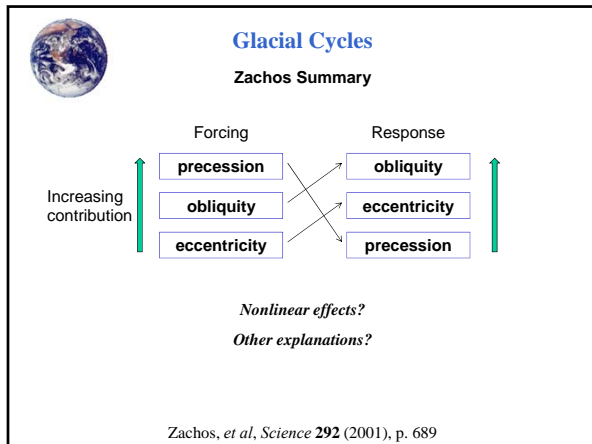 Glacial Cycles
Zachos Summary
Forcing Response
precession obliquity
Increasing
contribution
obliquity eccentricity
eccentricity precession
Nonlinear effects?
Other explanations?
Zachos, et al, Science 292 (2001), p. 689